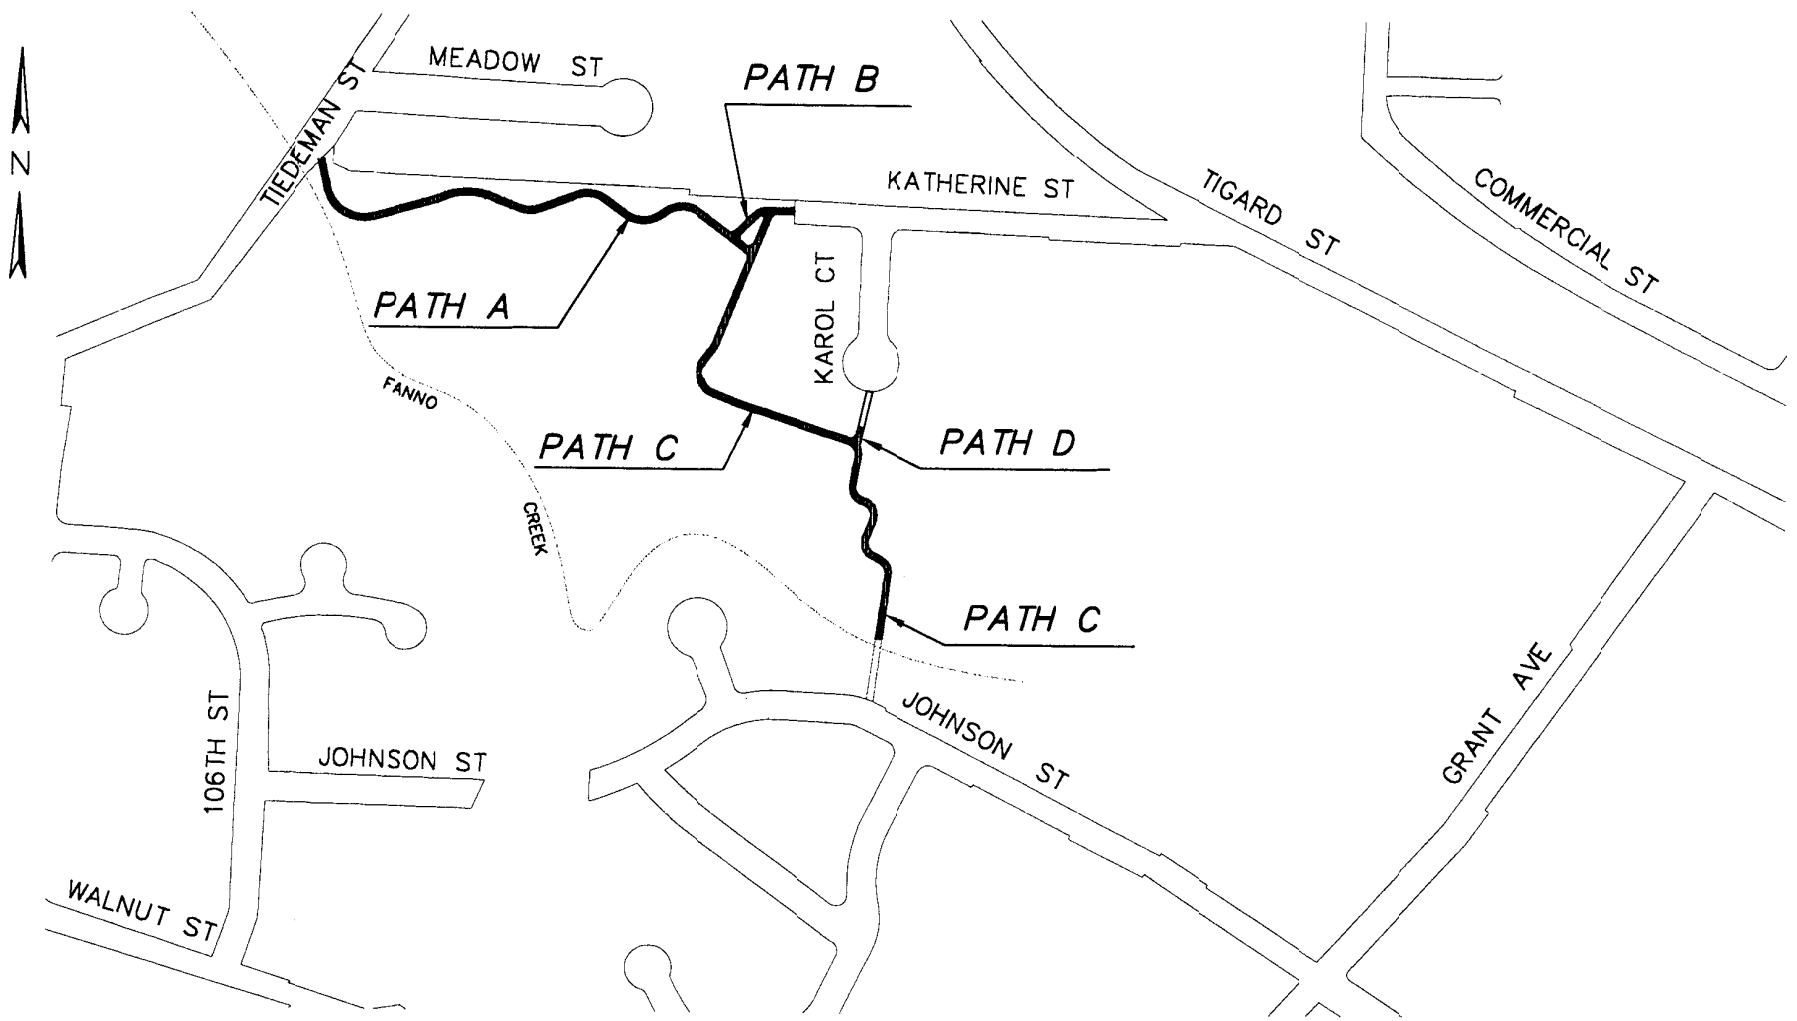 MEADOW ST
PATH B
N
TIEDEMAN ST
KATHERINE ST
TIGARD ST
COMMERCIAL ST
PATH A
KAROL CT
FANNO
PATH C
PATH D
CREEK
PATH C
106TH ST
JOHNSON ST
JOHNSON ST
GRANT AVE
WALNUT ST